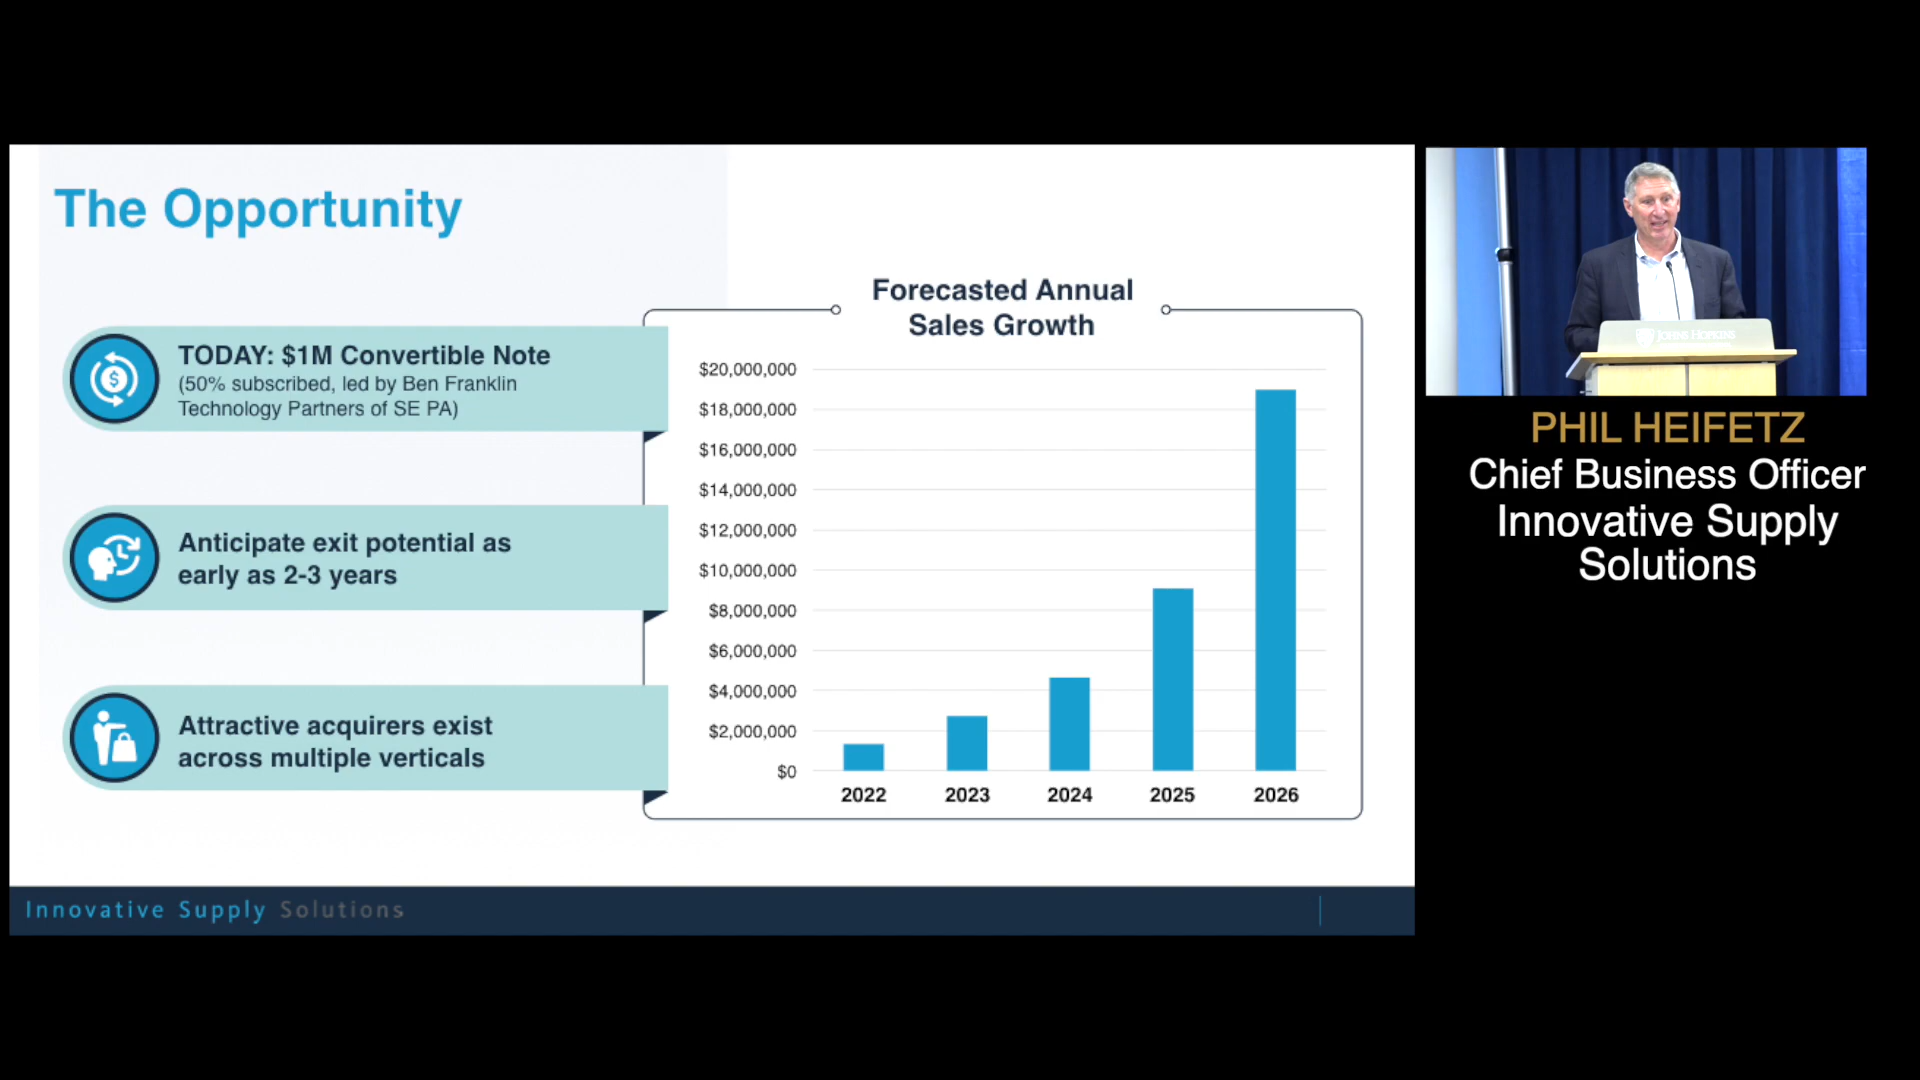 The Opportunity
TODAY: $1M Convertible Note
(50% subscribed, led by Ben Franklin
Technology Partners of SE PA)
Anticipate exit potential as
early as 2-3 years
Attractive acquirers exist
across multiple verticals
Forecasted Annual
Sales Growth
$20,000,000
$18,000,000
$16,000,000
$14,000,000
$12,000,000
$10,000,000
$8,000,000
$6,000,000
$4,000,000
$2,000,000
$0
2022 2023 2024 2025 2026
Innovative Supply Solutions
JOHNS HOPKINS
PHIL HEIFETZ
Chief Business Officer
Innovative Supply
Solutions